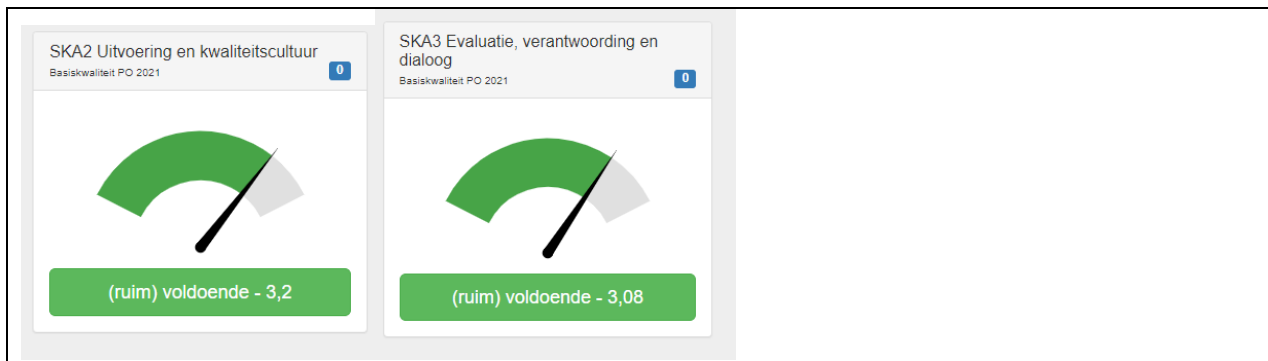 SKA2 Uitvoering en kwaliteitscultuur
Basiskwaliteit PO 2021
0
(ruim) voldoende - 3,2
SKA3 Evaluatie, verantwoording en
dialoog
Basiskwaliteit PO 2021
0
(ruim) voldoende - 3,08